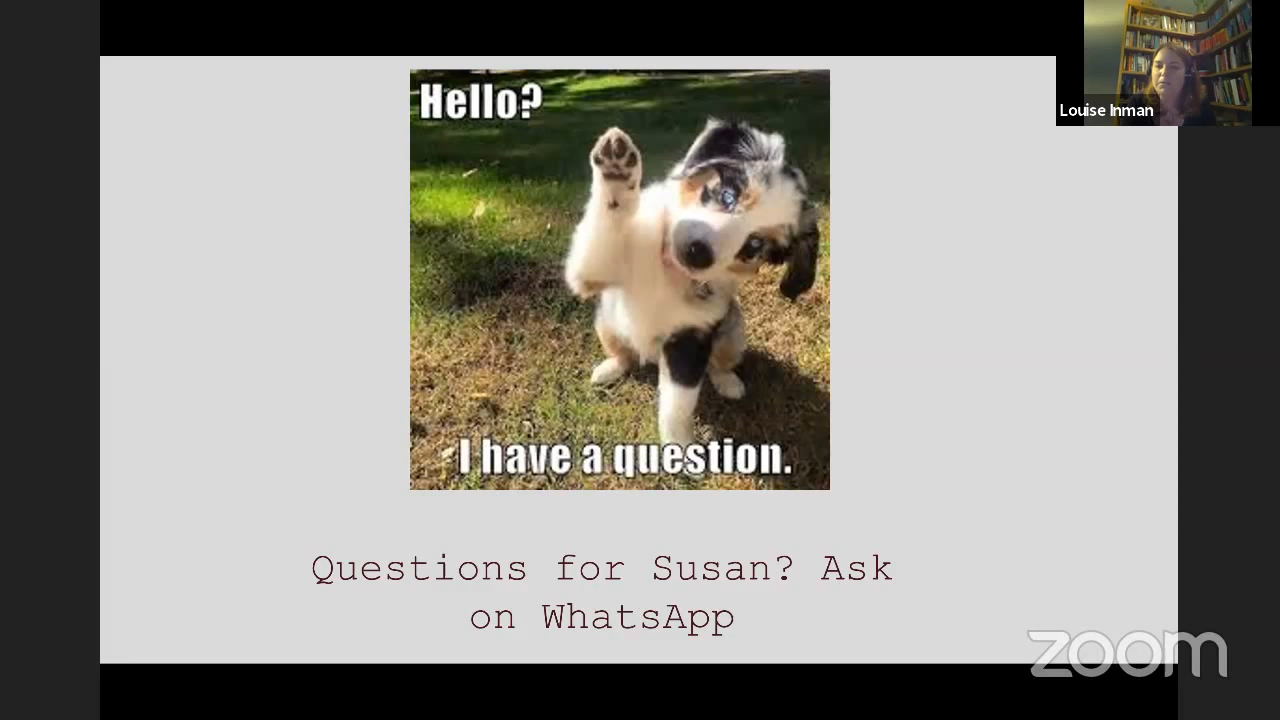 Hello?
Louise Inman
I have a question.
Questions for Susan? Ask
on WhatsApp
zoom